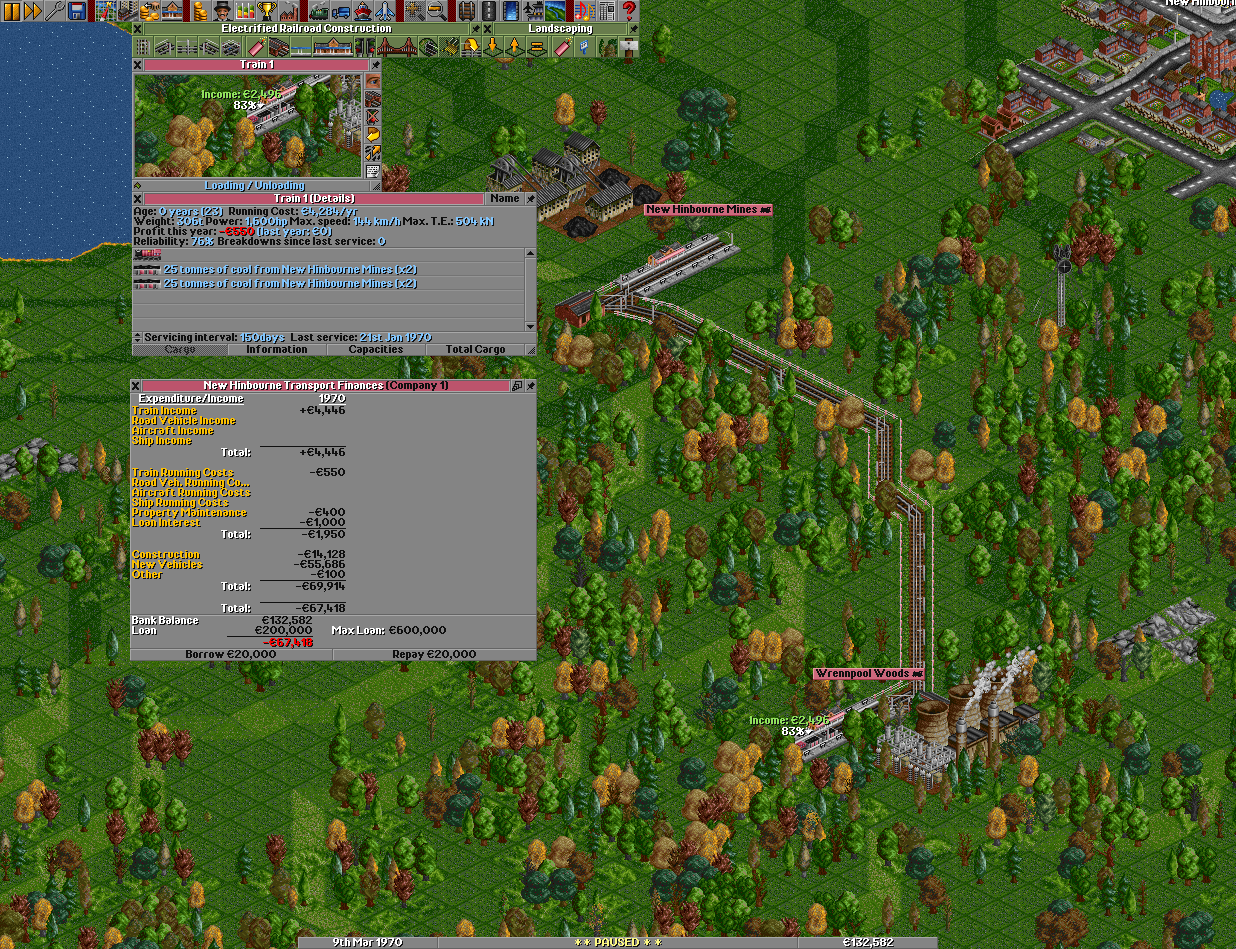 New Hinbour
Electrified Railroad Construction
Landscaping
Train 1
Income: €2,496
83%
Loading / Unloading
Train 1 (Details)
Name
Age: 0 years (23) Running Cost: €4,284/yr
Weight: 306t Power: 1,600hp Max. speed: 144 km/h Max. T.E.: 504 kN
Profit this year: -€550 (last year: €0)
Reliability: 76% Breakdowns since last service: 0
25 tonnes of coal from New Hinbourne Mines (x2)
25 tonnes of coal from New Hinbourne Mines (x2)
Servicing interval: 150days Last service: 21st Jan 1970
Cargo Information Capacities Total Cargo
New Hinbourne Mines
New Hinbourne Transport Finances (Company 1)
Expenditure/Income 1970
Train Income +€4,446
Road Vehicle Income
Aircraft Income
Ship Income
Total: +€4,446
Train Running Costs -€550
Road Veh. Running Co...
Aircraft Running Costs
Ship Running Costs
Property Maintenance -€400
Loan Interest -€1,000
Total: -€1,950
Construction -€14,128
New Vehicles -€55,686
Other -€100
Total: -€69,914
Total: -€67,418
Bank Balance €132,582
Loan €200,000 Max Loan: €600,000
-€67,418
Borrow €20,000 Repay €20,000
Wrennpool Woods
Income: €2,496
83%
9th Mar 1970
* * PAUSED * *
€132,582